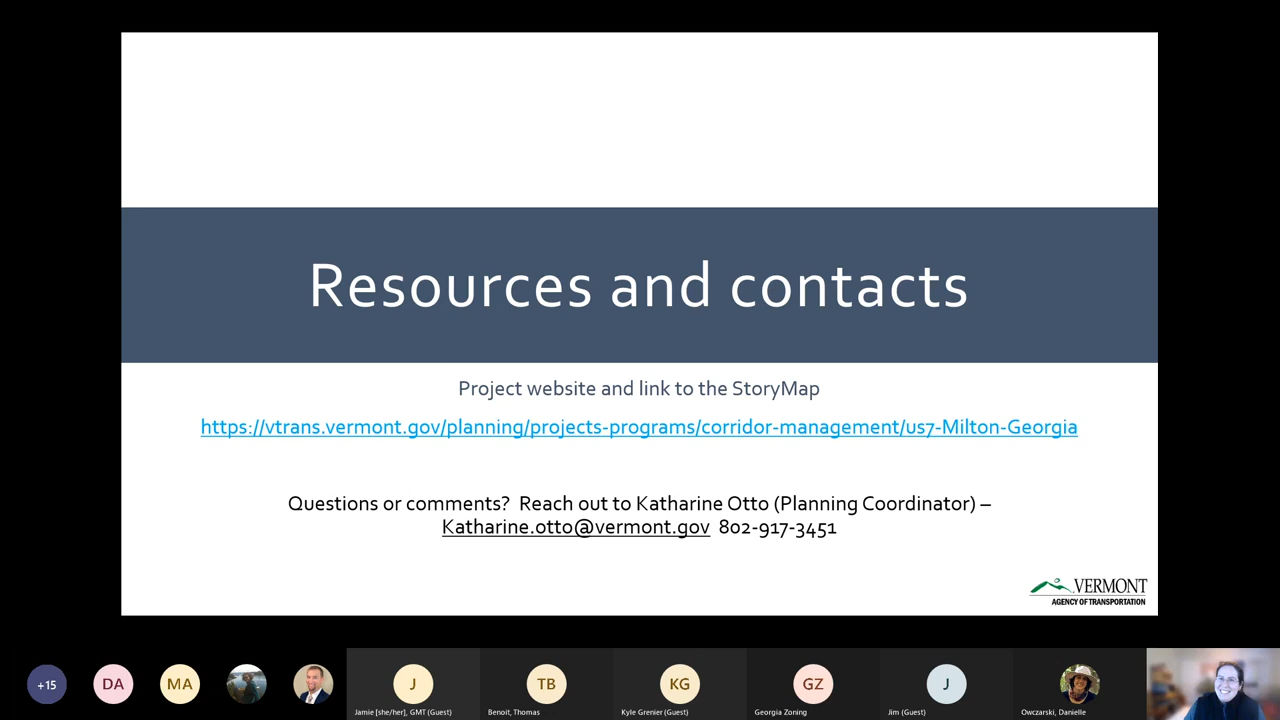 Resources and contacts
Project website and link to the StoryMap
https://vtrans.vermont.gov/planning/projects-programs/corridor-management/us7-Milton-Georgia
Questions or comments?  Reach out to Katharine Otto (Planning Coordinator) –
Katharine.otto@vermont.gov  802-917-3451
VERMONT
AGENCY OF TRANSPORTATION
+15
DA
MA
J
TB
KG
GZ
J
Jamie [she/her], GMT (Guest)
Benoit, Thomas
Kyle Grenier (Guest)
Georgia Zoning
Jim (Guest)
Owczarski, Danielle